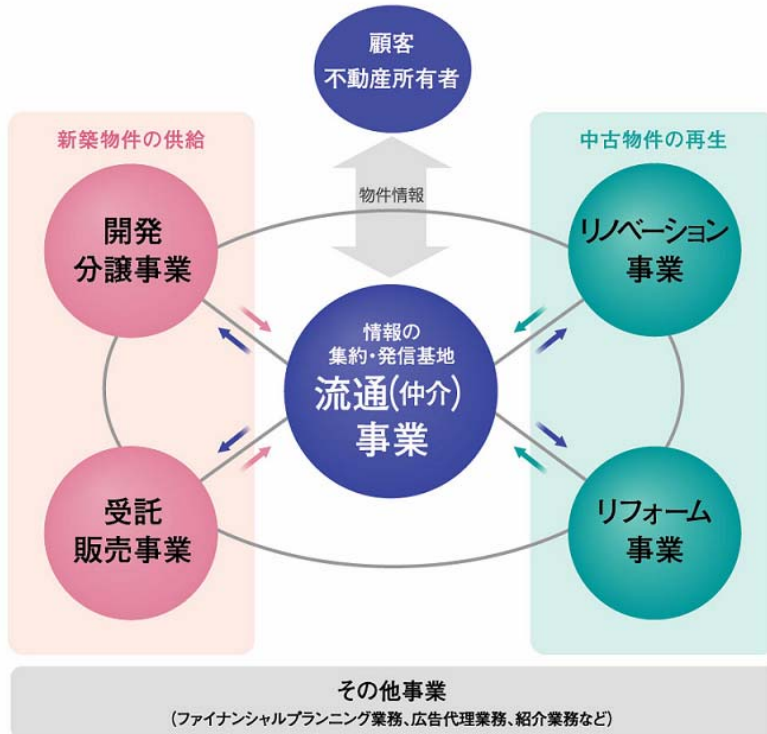 顧客
不動産所有者
新築物件の供給
中古物件の再生
物件情報
開発
分譲事業
リノベーション
事業
情報の
集約・発信基地
流通(仲介)
事業
受託
販売事業
リフォーム
事業
その他事業
(ファイナンシャルプランニング業務、広告代理業務、紹介業務など)